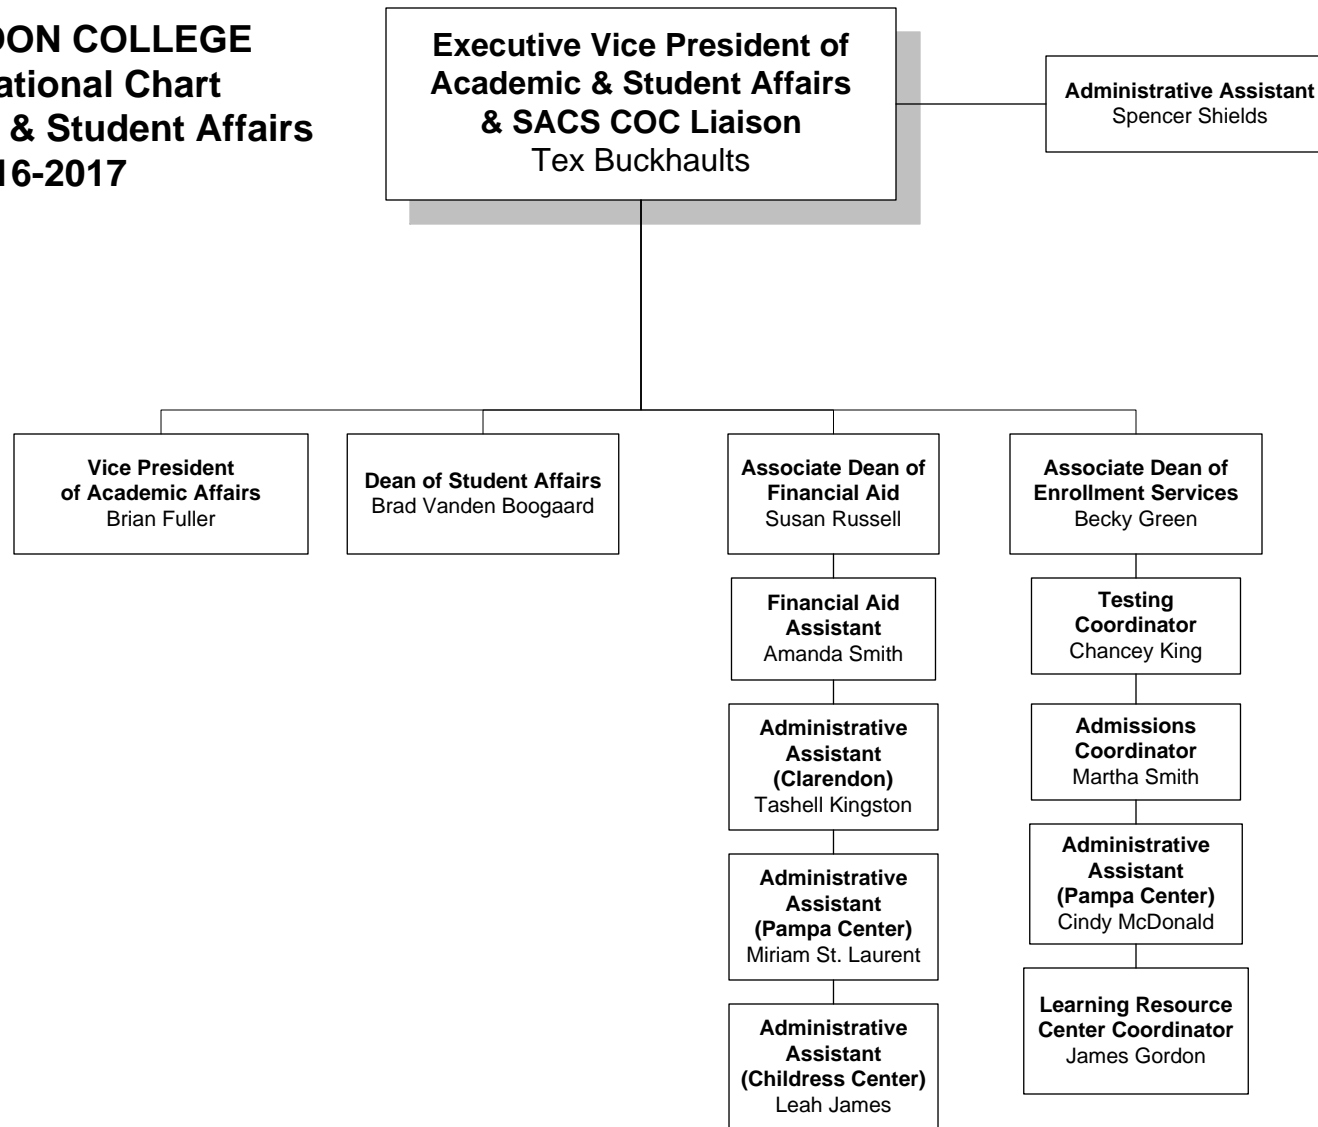 DON COLLEGE
ational Chart
& Student Affairs
16-2017
Executive Vice President of
Academic & Student Affairs
& SACS COC Liaison
Tex Buckhaults
Administrative Assistant
Spencer Shields
Vice President
of Academic Affairs
Brian Fuller
Dean of Student Affairs
Brad Vanden Boogaard
Associate Dean of
Financial Aid
Susan Russell
Associate Dean of
Enrollment Services
Becky Green
Financial Aid
Assistant
Amanda Smith
Administrative
Assistant
(Clarendon)
Tashell Kingston
Administrative
Assistant
(Pampa Center)
Miriam St. Laurent
Administrative
Assistant
(Childress Center)
Leah James
Testing
Coordinator
Chancey King
Admissions
Coordinator
Martha Smith
Administrative
Assistant
(Pampa Center)
Cindy McDonald
Learning Resource
Center Coordinator
James Gordon